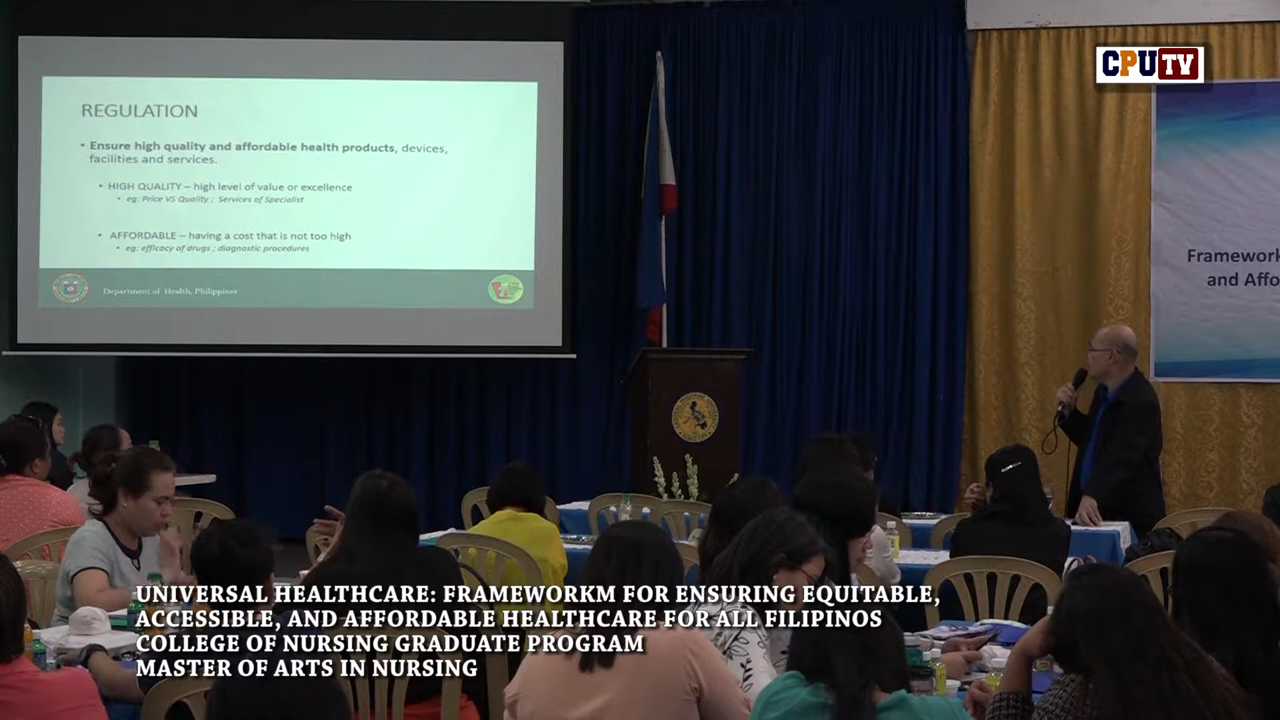 CPUTV
REGULATION
• Ensure high quality and affordable health products, devices,
facilities and services.
• HIGH QUALITY – high level of value or excellence
• eg: Price VS Quality ; Services of Specialist
• AFFORDABLE – having a cost that is not too high
• eg: efficacy of drugs ; diagnostic procedures
Department of Health, Philippines
Framework
and Affo
UNIVERSAL HEALTHCARE: FRAMEWORKM FOR ENSURING EQUITABLE,
ACCESSIBLE, AND AFFORDABLE HEALTHCARE FOR ALL FILIPINOS
COLLEGE OF NURSING GRADUATE PROGRAM
MASTER OF ARTS IN NURSING